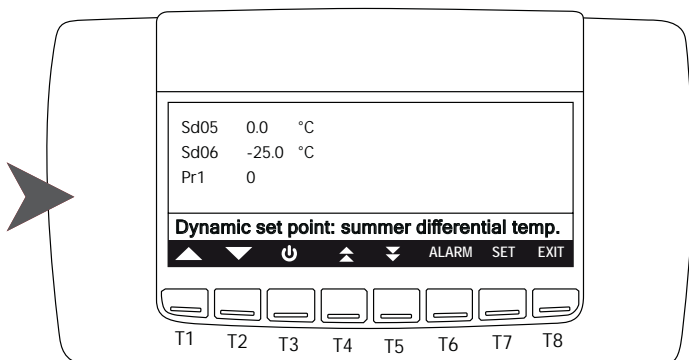 Sd05 0.0 °C
Sd06 -25.0 °C
Pr1 0
Dynamic set point: summer differential temp.
ALARM SET EXIT
T1 T2 T3 T4 T5 T6 T7 T8